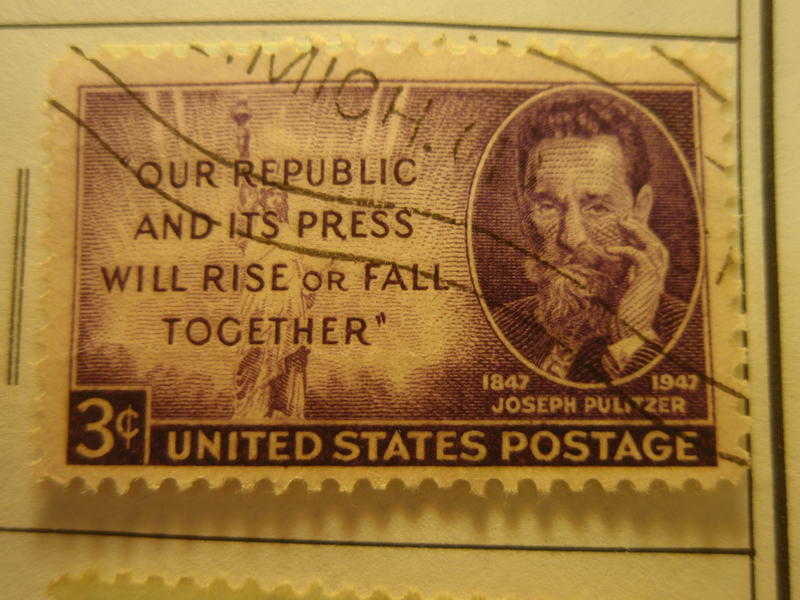 MICH.
"OUR REPUBLIC
AND ITS PRESS
WILL RISE OR FALL
TOGETHER"
1847 1947
JOSEPH PULITZER
3¢
UNITED STATES POSTAGE